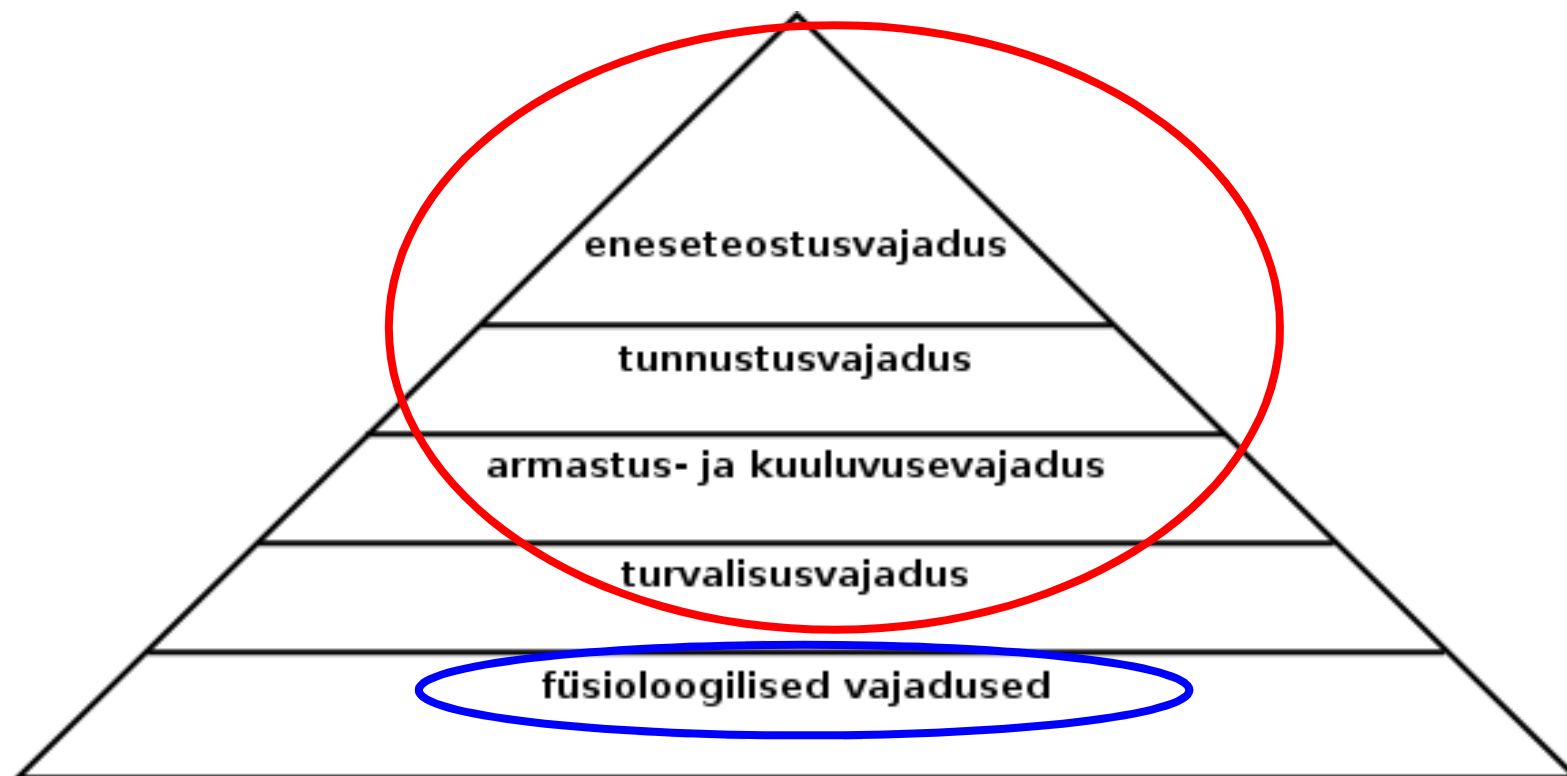 eneseteostusvajadus
tunnustusvajadus
armastus- ja kuuluvusevajadus
turvalisusvajadus
füsioloogilised vajadused